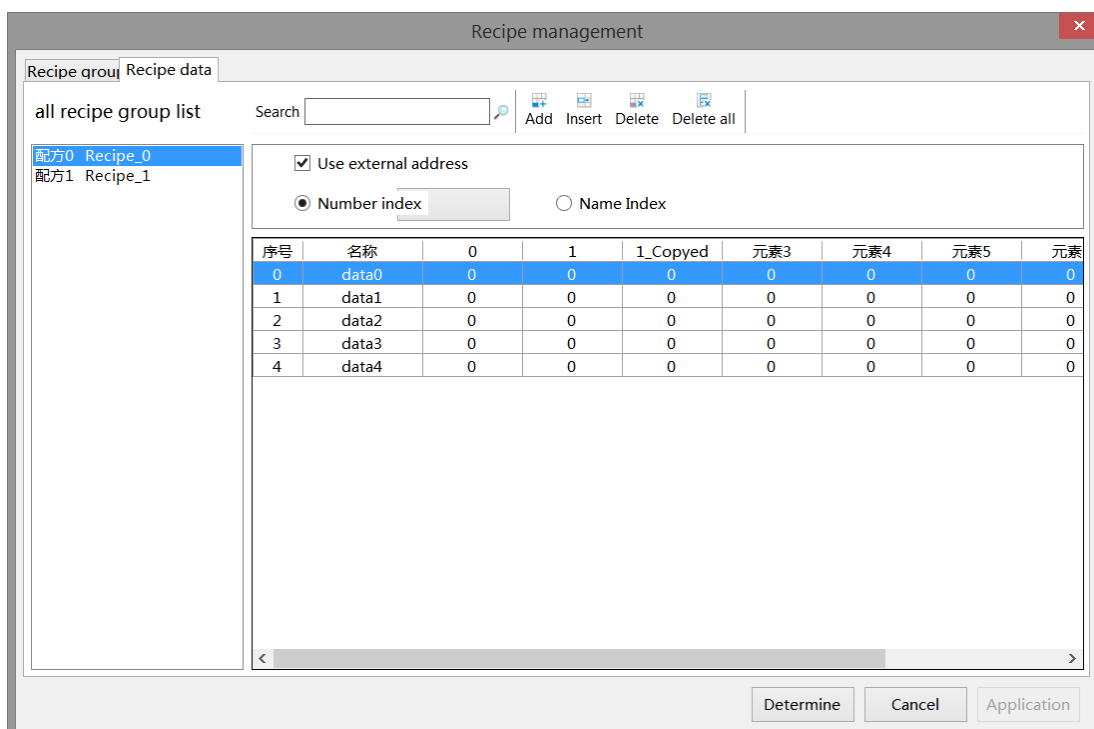 Recipe management
Recipe grou Recipe data
all recipe group list Search Add Insert Delete Delete all
配方0 Recipe_0
配方1 Recipe_1
Use external address
Number index Name Index
序号 名称 0 1 1_Copyed 元素3 元素4 元素5 元素
0 data0 0 0 0 0 0 0 0
1 data1 0 0 0 0 0 0 0
2 data2 0 0 0 0 0 0 0
3 data3 0 0 0 0 0 0 0
4 data4 0 0 0 0 0 0 0
Determine Cancel Application